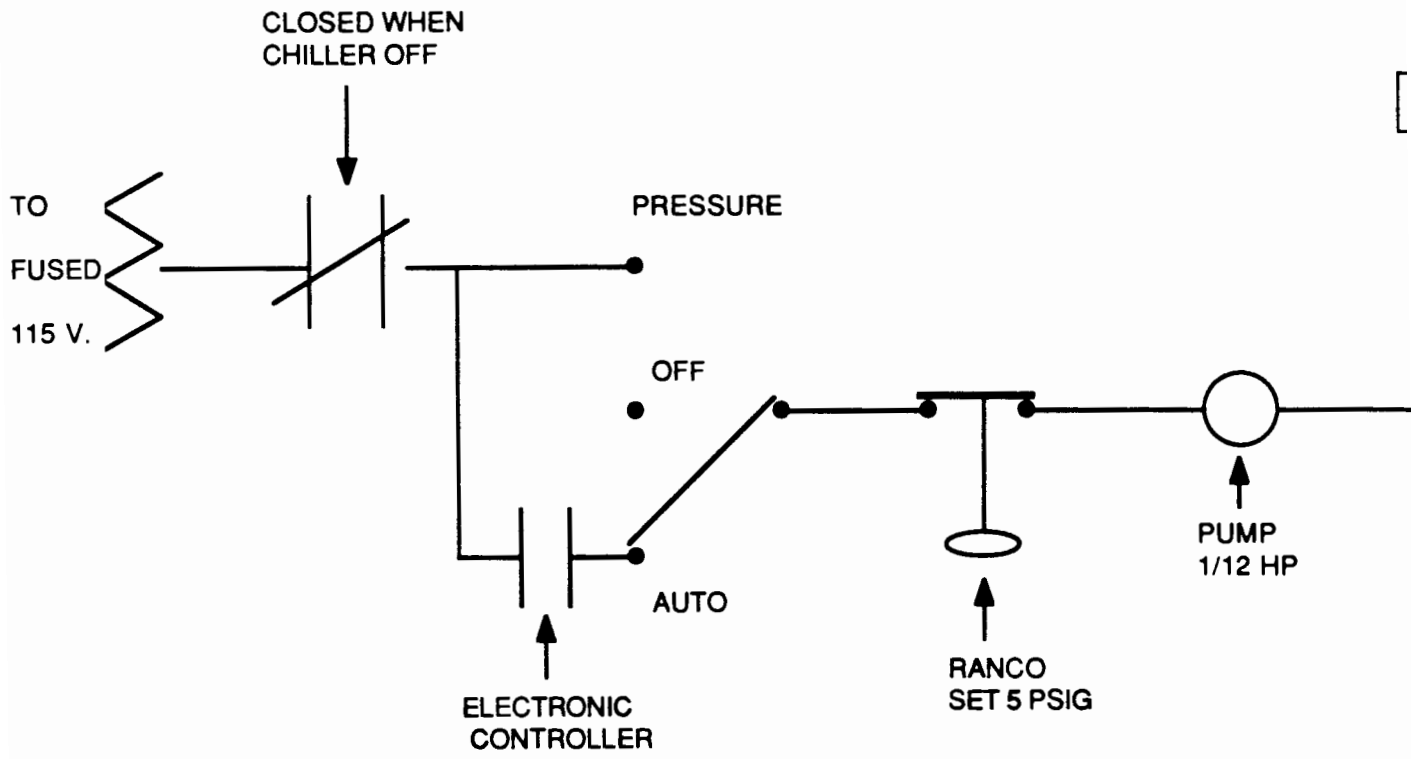 CLOSED WHEN
CHILLER OFF
TO
FUSED
115 V.
PRESSURE
OFF
AUTO
ELECTRONIC
CONTROLLER
RANCO
SET 5 PSIG
PUMP
1/12 HP